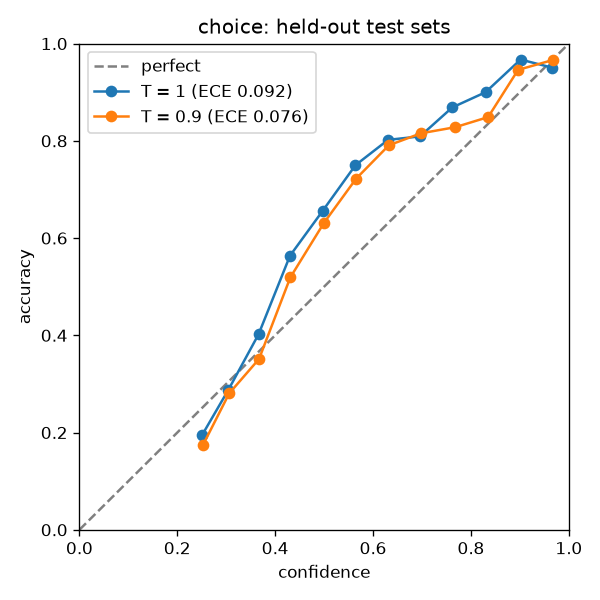 choice: held-out test sets
perfect
T = 1 (ECE 0.092)
T = 0.9 (ECE 0.076)
1.0
0.8
0.6
0.4
0.2
0.0
accuracy
0.0 0.2 0.4 0.6 0.8 1.0
confidence